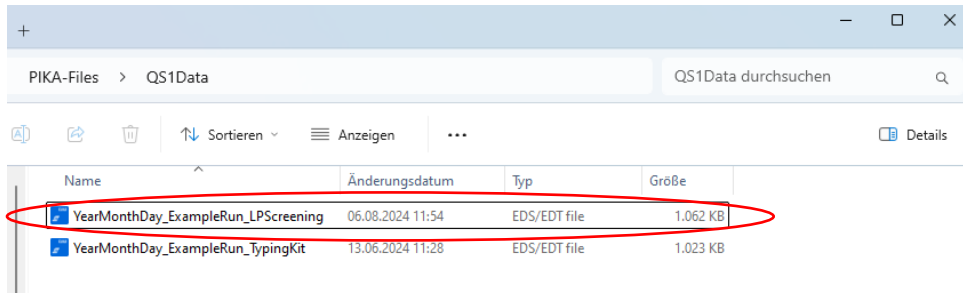 PIKA-Files > QS1Data QS1Data durchsuchen
Sortieren Anzeigen ... Details
Name Änderungsdatum Typ Größe
YearMonthDay_ExampleRun_LPScreening 06.08.2024 11:54 EDS/EDT file 1.062 KB
YearMonthDay_ExampleRun_TypingKit 13.06.2024 11:28 EDS/EDT file 1.023 KB